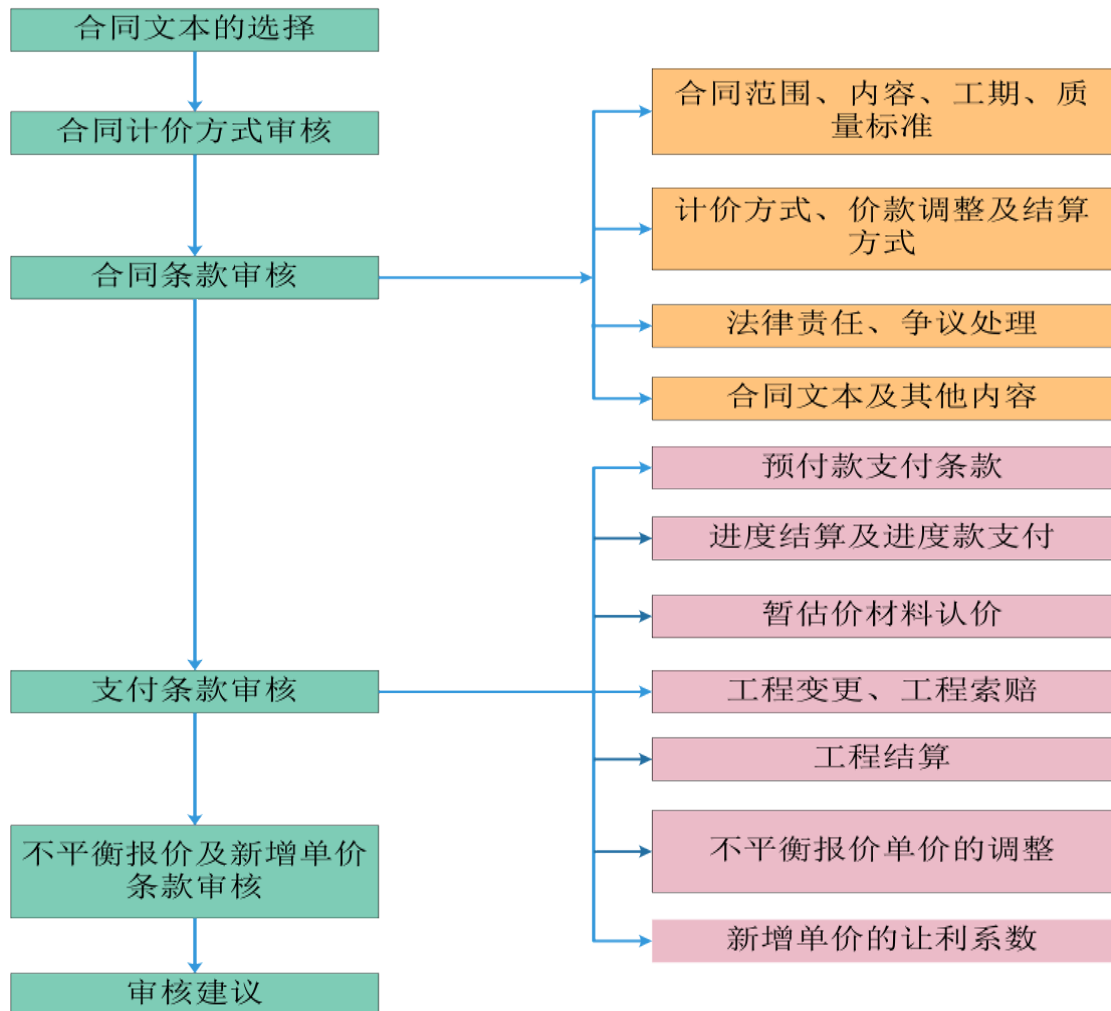 合同文本的选择
合同计价方式审核
合同条款审核
支付条款审核
不平衡报价及新增单价
条款审核
审核建议
合同范围、内容、工期、质
量标准
计价方式、价款调整及结算
方式
法律责任、争议处理
合同文本及其他内容
预付款支付条款
进度结算及进度款支付
暂估价材料认价
工程变更、工程索赔
工程结算
不平衡报价单价的调整
新增单价的让利系数